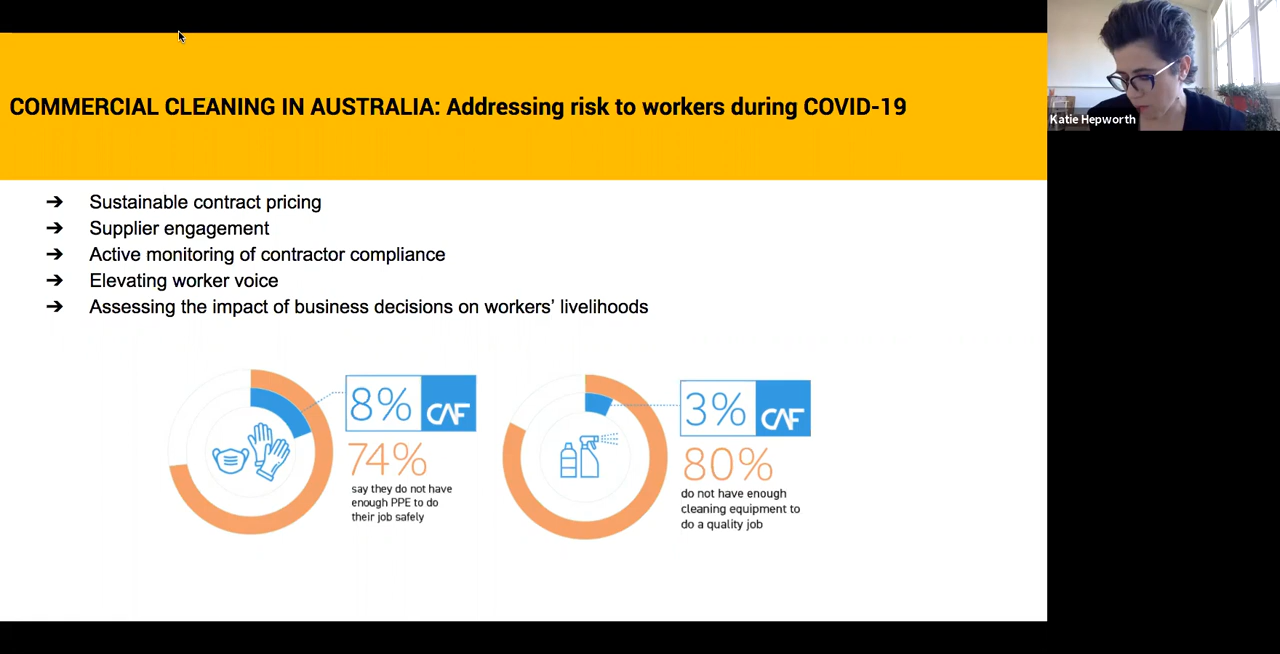 COMMERCIAL CLEANING IN AUSTRALIA: Addressing risk to workers during COVID-19
Katie Hepworth
➔ Sustainable contract pricing
➔ Supplier engagement
➔ Active monitoring of contractor compliance
➔ Elevating worker voice
➔ Assessing the impact of business decisions on workers’ livelihoods
8% CAF
74%
say they do not have
enough PPE to do
their job safely
3% CAF
80%
do not have enough
cleaning equipment to
do a quality job